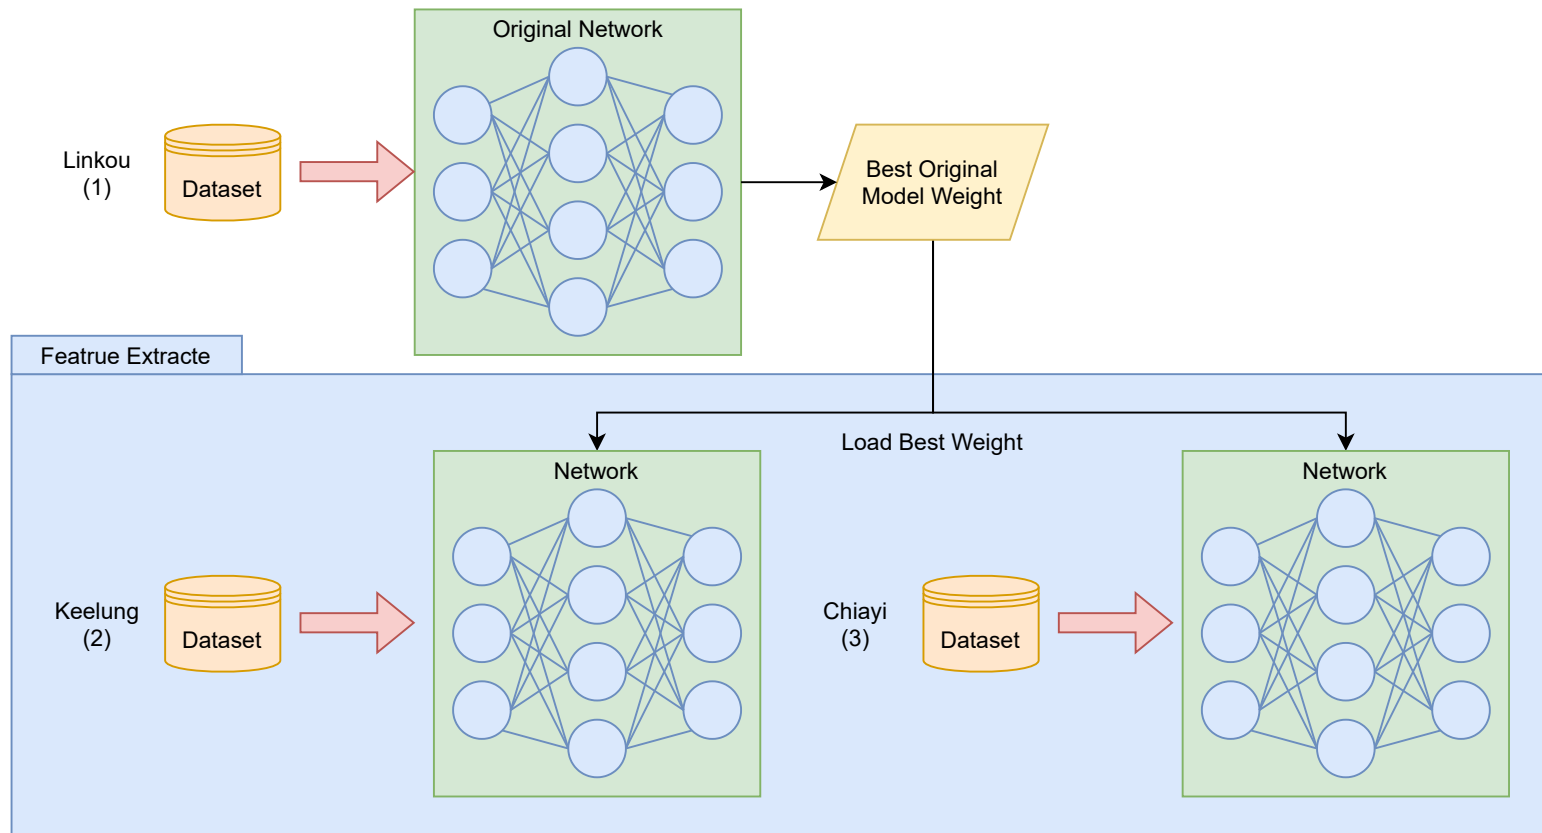 Original Network
Linkou
(1)
Dataset
Best Original
Model Weight
Featrue Extracte
Load Best Weight
Network
Network
Keelung
(2)
Dataset
Chiayi
(3)
Dataset